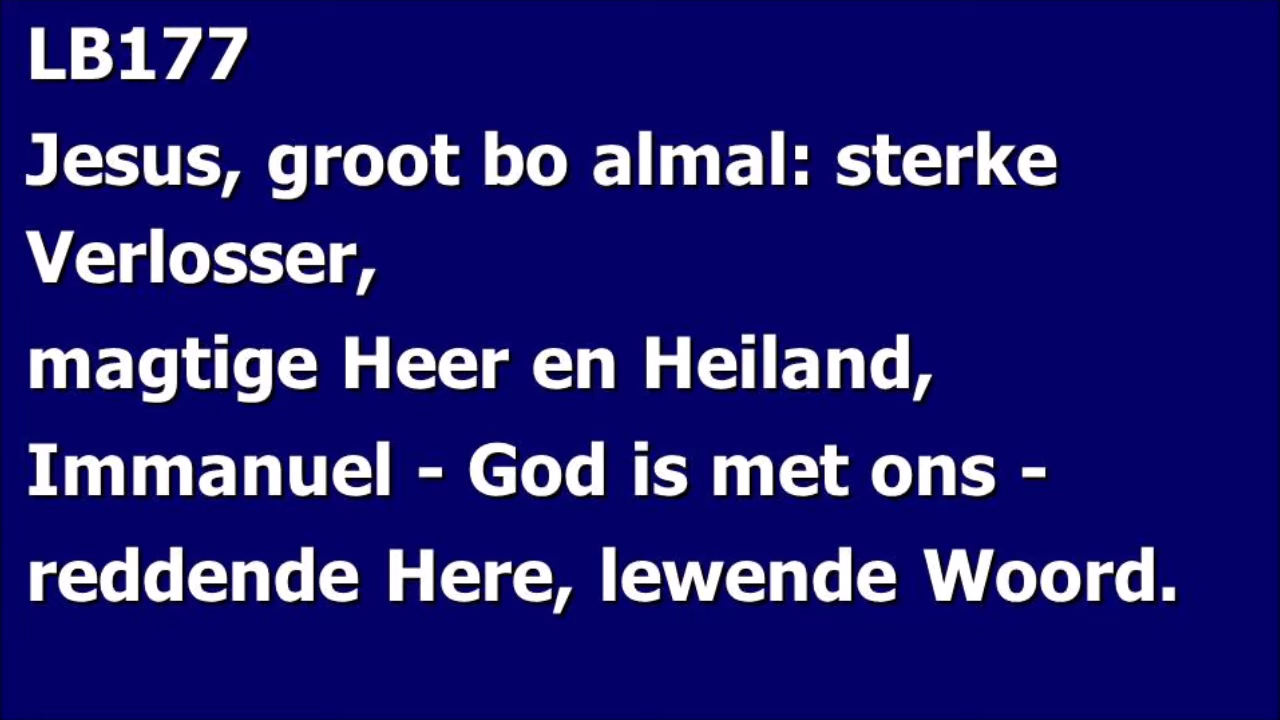 LB177
Jesus, groot bo almal: sterke
Verlosser,
magtige Heer en Heiland,
Immanuel - God is met ons -
reddende Here, lewende Woord.